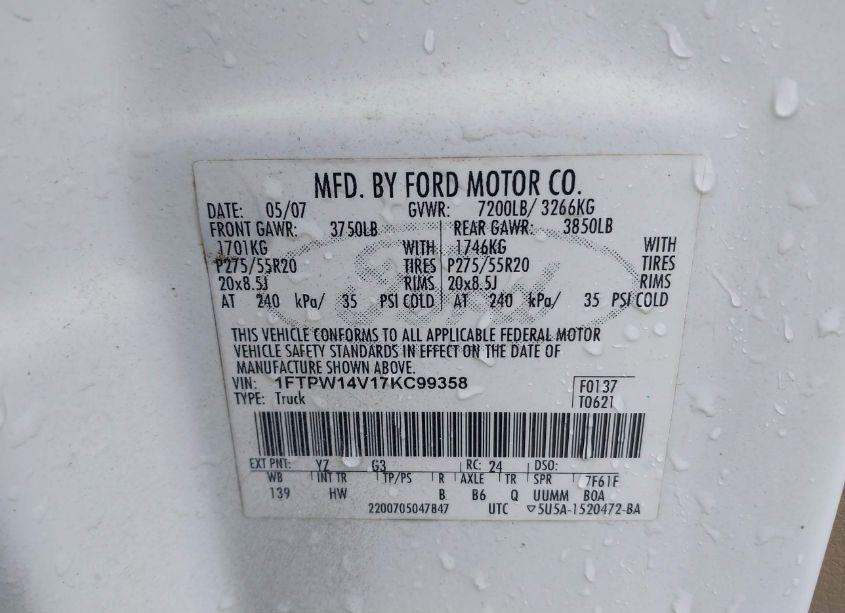 MFD. BY FORD MOTOR CO.
DATE: 05/07 GVWR: 7200LB/ 3266KG
FRONT GAWR: 3750LB REAR GAWR: 3850LB
1701KG WITH 1746KG WITH
P275/55R20 TIRES P275/55R20 TIRES
20x8.5J RIMS 20x8.5J RIMS
AT 240 kPa/ 35 PSI COLD AT 240 kPa/ 35 PSI COLD
Ford
THIS VEHICLE CONFORMS TO ALL APPLICABLE FEDERAL MOTOR
VEHICLE SAFETY STANDARDS IN EFFECT ON THE DATE OF
MANUFACTURE SHOWN ABOVE.
VIN: 1FTPW14V17KC99358 F0137
TYPE: Truck T0621
EXT PNT: YZ G3 RC: 24 DSO:
WB INT TR TP/PS R AXLE TR SPR 7F61F
139 HW B B6 Q UUMM BOA
2200705047847 UTC ▽5U5A-1520472-BA